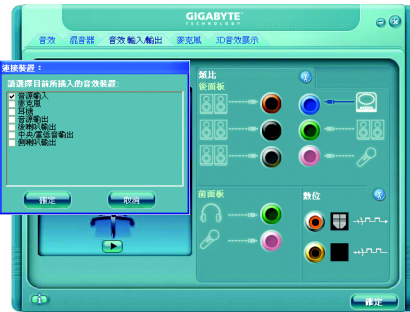 GIGABYTE
TECHNOLOGY
音效 混音器 音效輸入/輸出 麥克風 3D音效展示
連接裝置：
請選擇目前所插入的音效裝置:
音源輸入
麥克風
耳機
音源輸出
後喇叭輸出
中央/重低音輸出
側喇叭輸出
確定 取消
類比
後面板
前面板
數位
確定